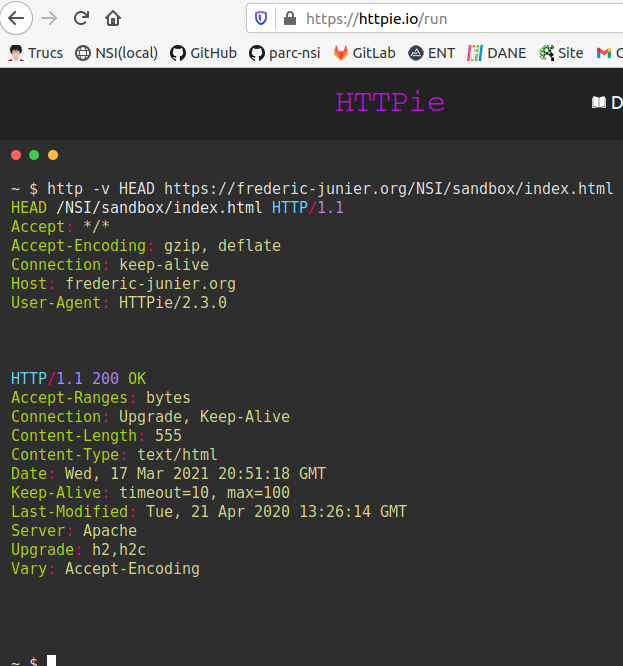 https://httpie.io/run
Trucs NSI(local) GitHub parc-nsi GitLab ENT DANE Site
HTTPie
~ $ http -v HEAD https://frederic-junier.org/NSI/sandbox/index.html
HEAD /NSI/sandbox/index.html HTTP/1.1
Accept: */*
Accept-Encoding: gzip, deflate
Connection: keep-alive
Host: frederic-junier.org
User-Agent: HTTPie/2.3.0
HTTP/1.1 200 OK
Accept-Ranges: bytes
Connection: Upgrade, Keep-Alive
Content-Length: 555
Content-Type: text/html
Date: Wed, 17 Mar 2021 20:51:18 GMT
Keep-Alive: timeout=10, max=100
Last-Modified: Tue, 21 Apr 2020 13:26:14 GMT
Server: Apache
Upgrade: h2,h2c
Vary: Accept-Encoding
~ $